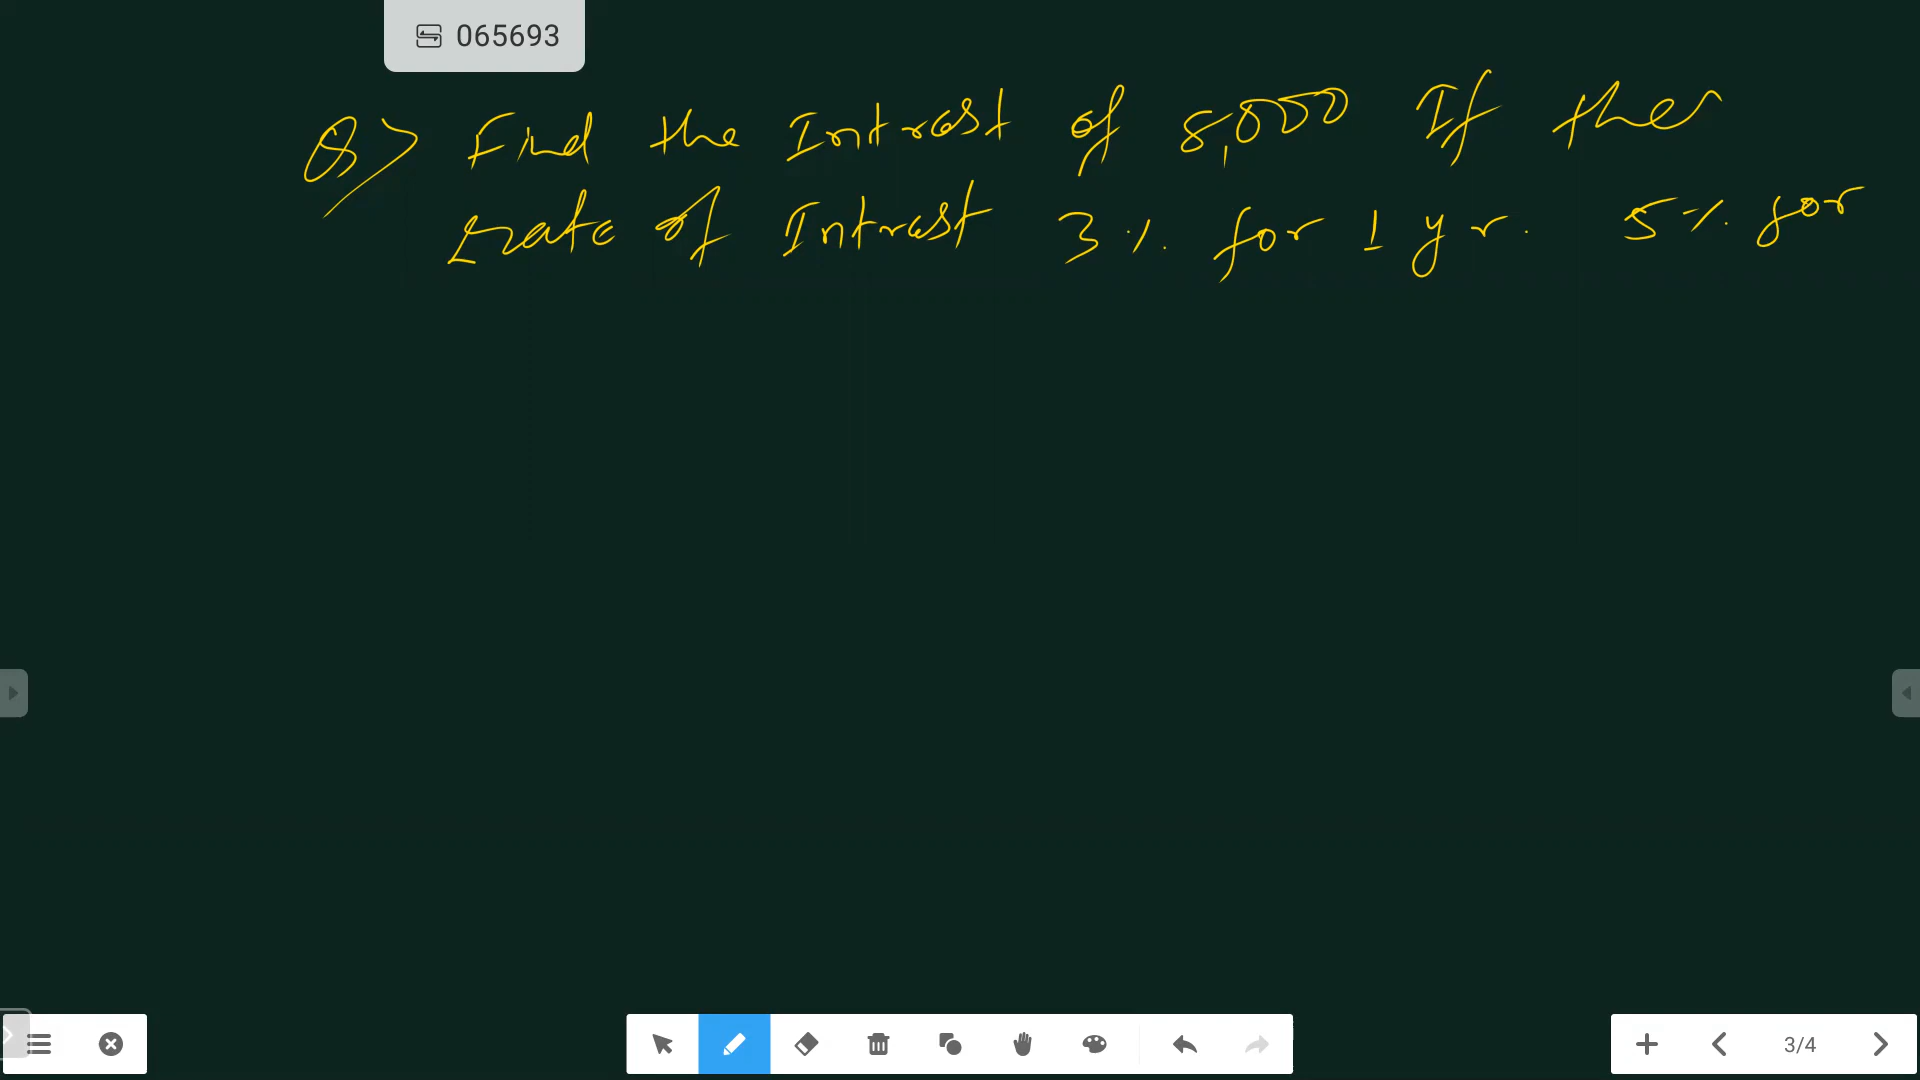 065693
Q> Find the Intrest of 8,000 If the
rate of Intrest 3% for 1 yr. 5% for
3/4